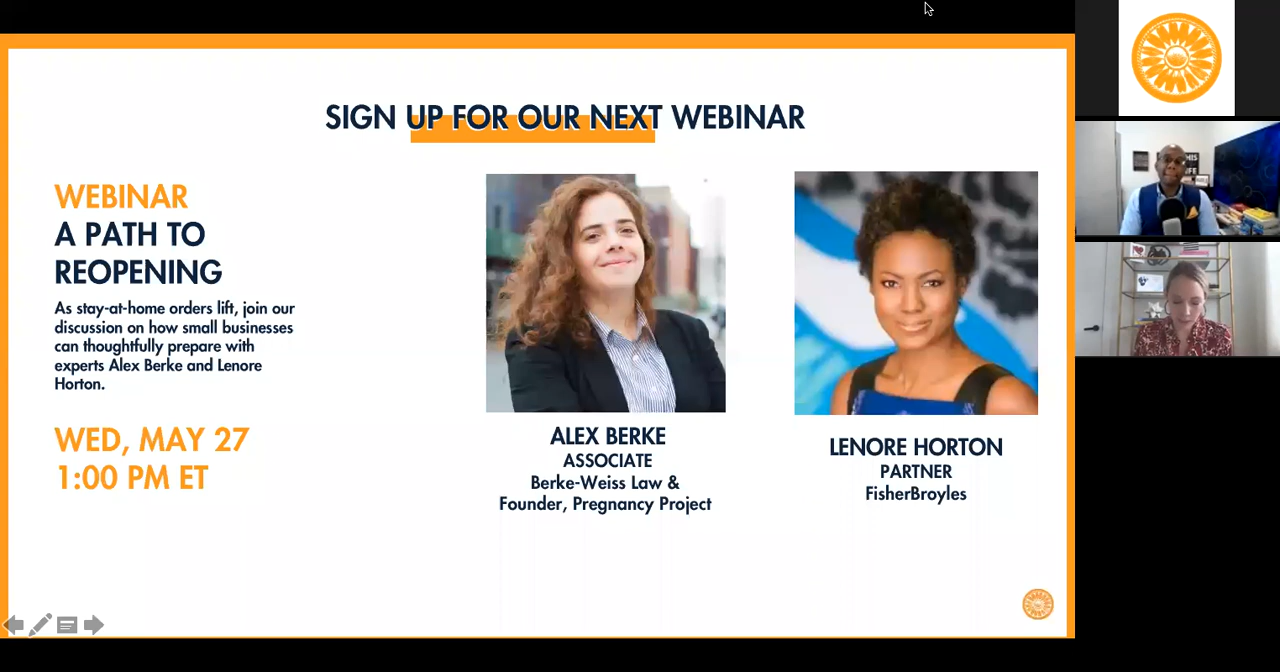 SIGN UP FOR OUR NEXT WEBINAR
WEBINAR
A PATH TO
REOPENING
As stay-at-home orders lift, join our
discussion on how small businesses
can thoughtfully prepare with
experts Alex Berke and Lenore
Horton.
WED, MAY 27
1:00 PM ET
ALEX BERKE
ASSOCIATE
Berke-Weiss Law &
Founder, Pregnancy Project
LENORE HORTON
PARTNER
FisherBroyles